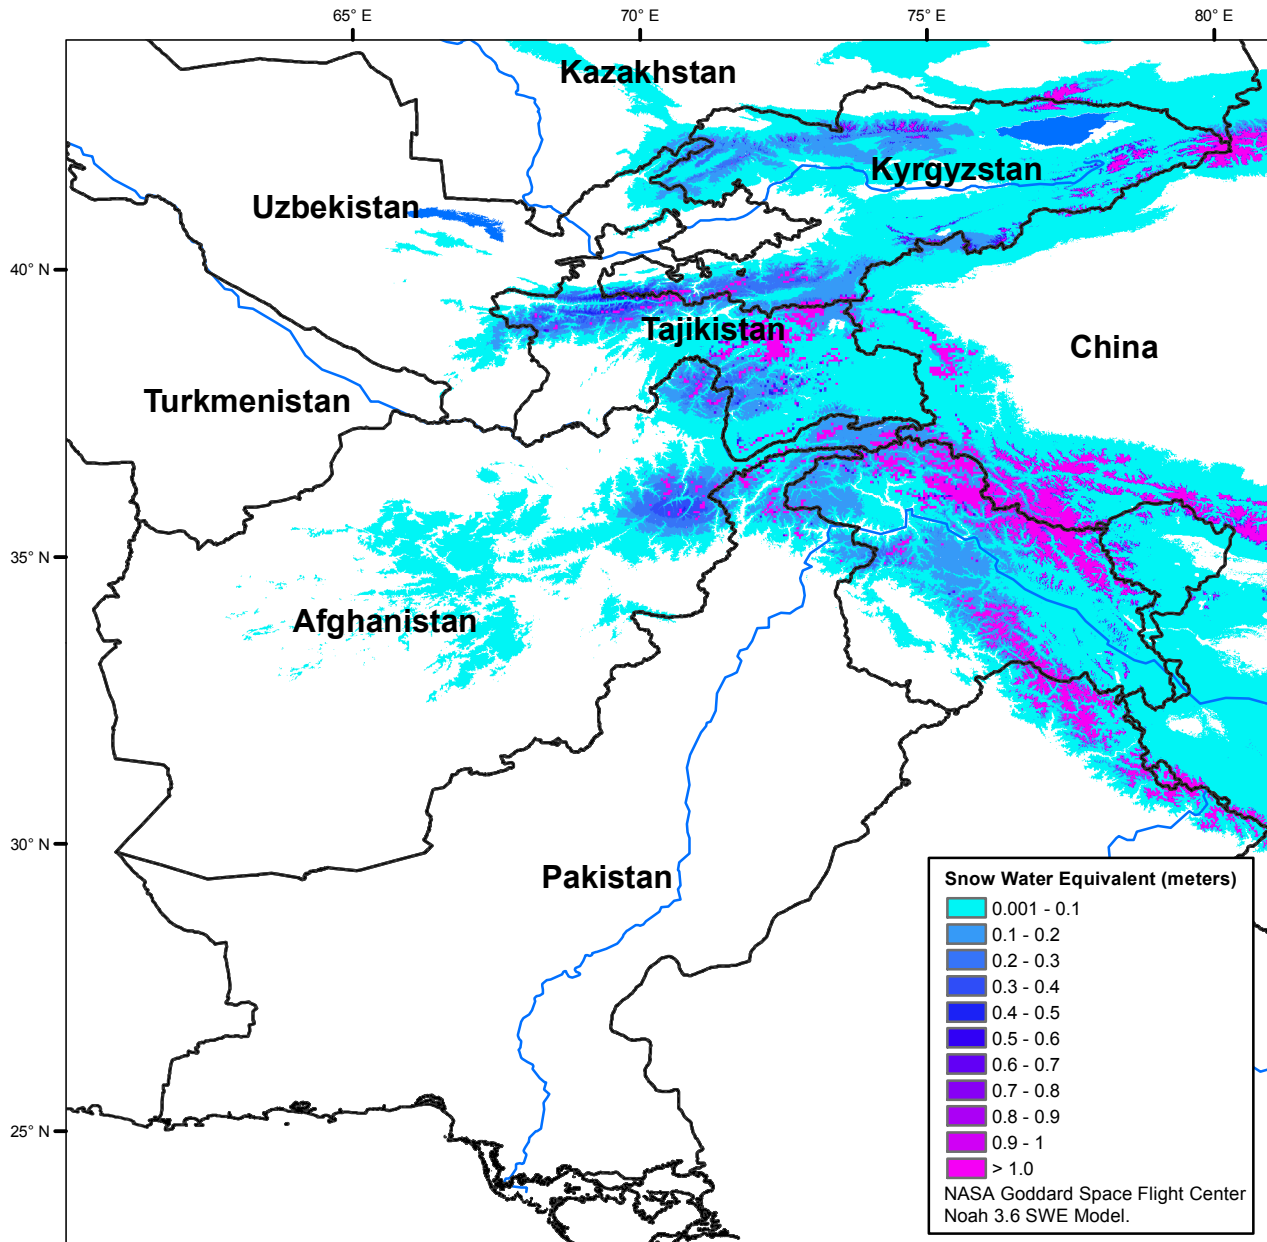 65° E
70° E
75° E
80° E
Kazakhstan
Kyrgyzstan
Uzbekistan
40° N
Tajikistan
China
Turkmenistan
35° N
Afghanistan
30° N
Pakistan
Snow Water Equivalent (meters)
0.001 - 0.1
0.1 - 0.2
0.2 - 0.3
0.3 - 0.4
0.4 - 0.5
0.5 - 0.6
0.6 - 0.7
0.7 - 0.8
0.8 - 0.9
0.9 - 1
> 1.0
25° N
NASA Goddard Space Flight Center
Noah 3.6 SWE Model.